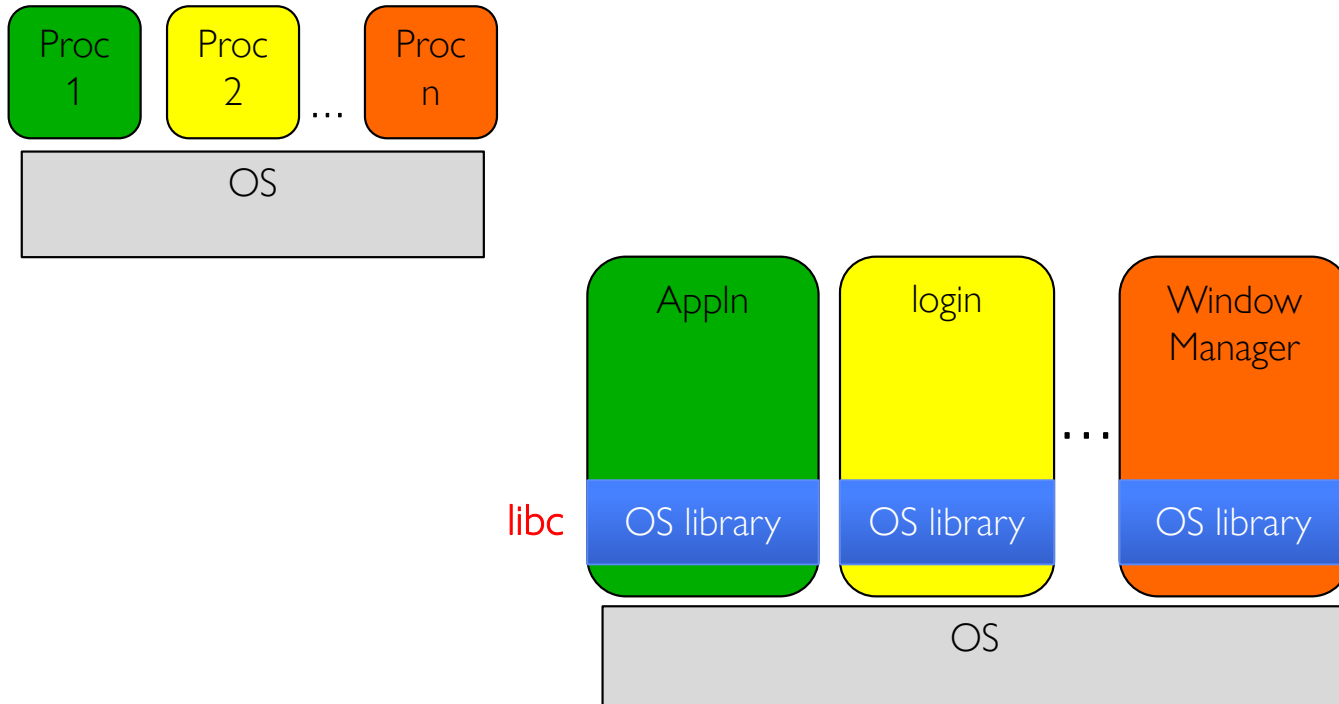 Proc
1
Proc
2
...
Proc
n
OS
Appln
login
...
Window
Manager
libc
OS library
OS library
OS library
OS